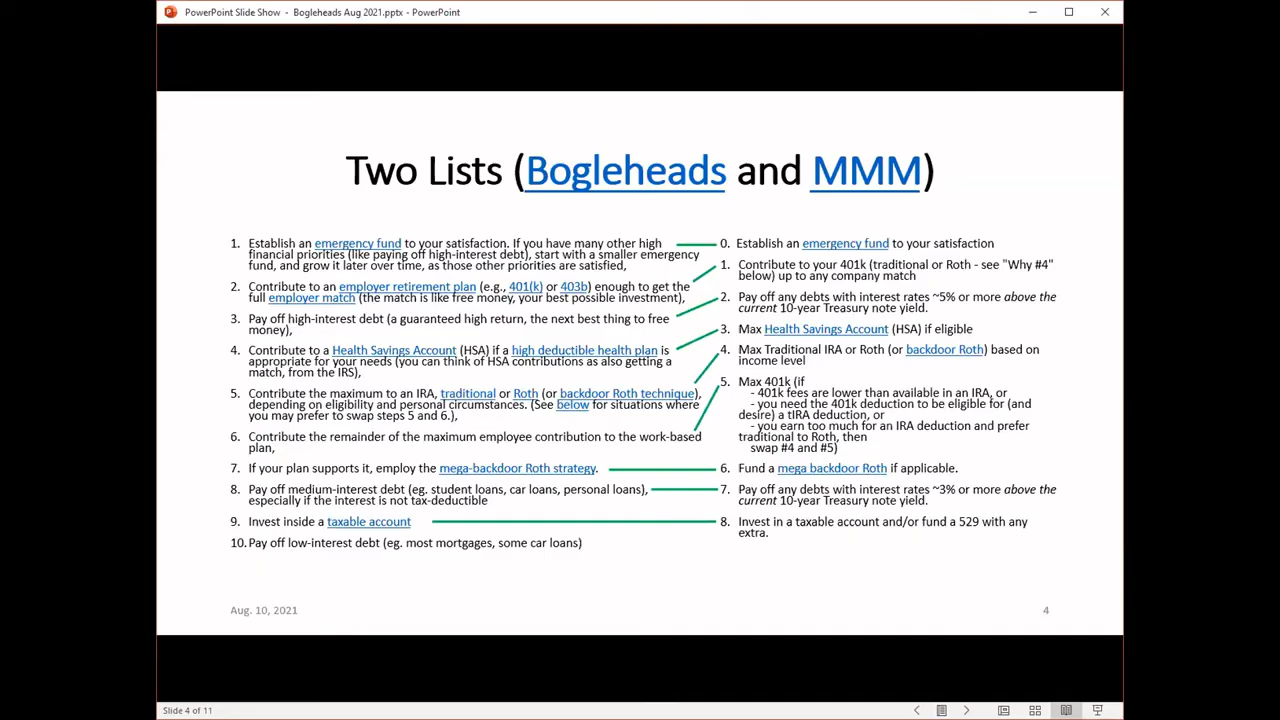 PowerPoint Slide Show - Bogleheads Aug 2021.pptx - PowerPoint
Two Lists (Bogleheads and MMM)
1. Establish an emergency fund to your satisfaction. If you have many other high
financial priorities (like paying off high-interest debt), start with a smaller emergency
fund, and grow it later over time, as those other priorities are satisfied,
2. Contribute to an employer retirement plan (e.g., 401(k) or 403b) enough to get the
full employer match (the match is like free money, your best possible investment),
3. Pay off high-interest debt (a guaranteed high return, the next best thing to free
money),
4. Contribute to a Health Savings Account (HSA) if a high deductible health plan is
appropriate for your needs (you can think of HSA contributions as also getting a
match, from the IRS),
5. Contribute the maximum to an IRA, traditional or Roth (or backdoor Roth technique),
depending on eligibility and personal circumstances. (See below for situations where
you may prefer to swap steps 5 and 6.),
6. Contribute the remainder of the maximum employee contribution to the work-based
plan,
7. If your plan supports it, employ the mega-backdoor Roth strategy.
8. Pay off medium-interest debt (eg. student loans, car loans, personal loans),
especially if the interest is not tax-deductible
9. Invest inside a taxable account
10. Pay off low-interest debt (eg. most mortgages, some car loans)
0. Establish an emergency fund to your satisfaction
1. Contribute to your 401k (traditional or Roth - see "Why #4"
below) up to any company match
2. Pay off any debts with interest rates ~5% or more above the
current 10-year Treasury note yield.
3. Max Health Savings Account (HSA) if eligible
4. Max Traditional IRA or Roth (or backdoor Roth) based on
income level
5. Max 401k (if
- 401k fees are lower than available in an IRA, or
- you need the 401k deduction to be eligible for (and
desire) a tIRA deduction, or
- you earn too much for an IRA deduction and prefer
traditional to Roth, then
swap #4 and #5)
6. Fund a mega backdoor Roth if applicable.
7. Pay off any debts with interest rates ~3% or more above the
current 10-year Treasury note yield.
8. Invest in a taxable account and/or fund a 529 with any
extra.
Aug. 10, 2021
4
Slide 4 of 11